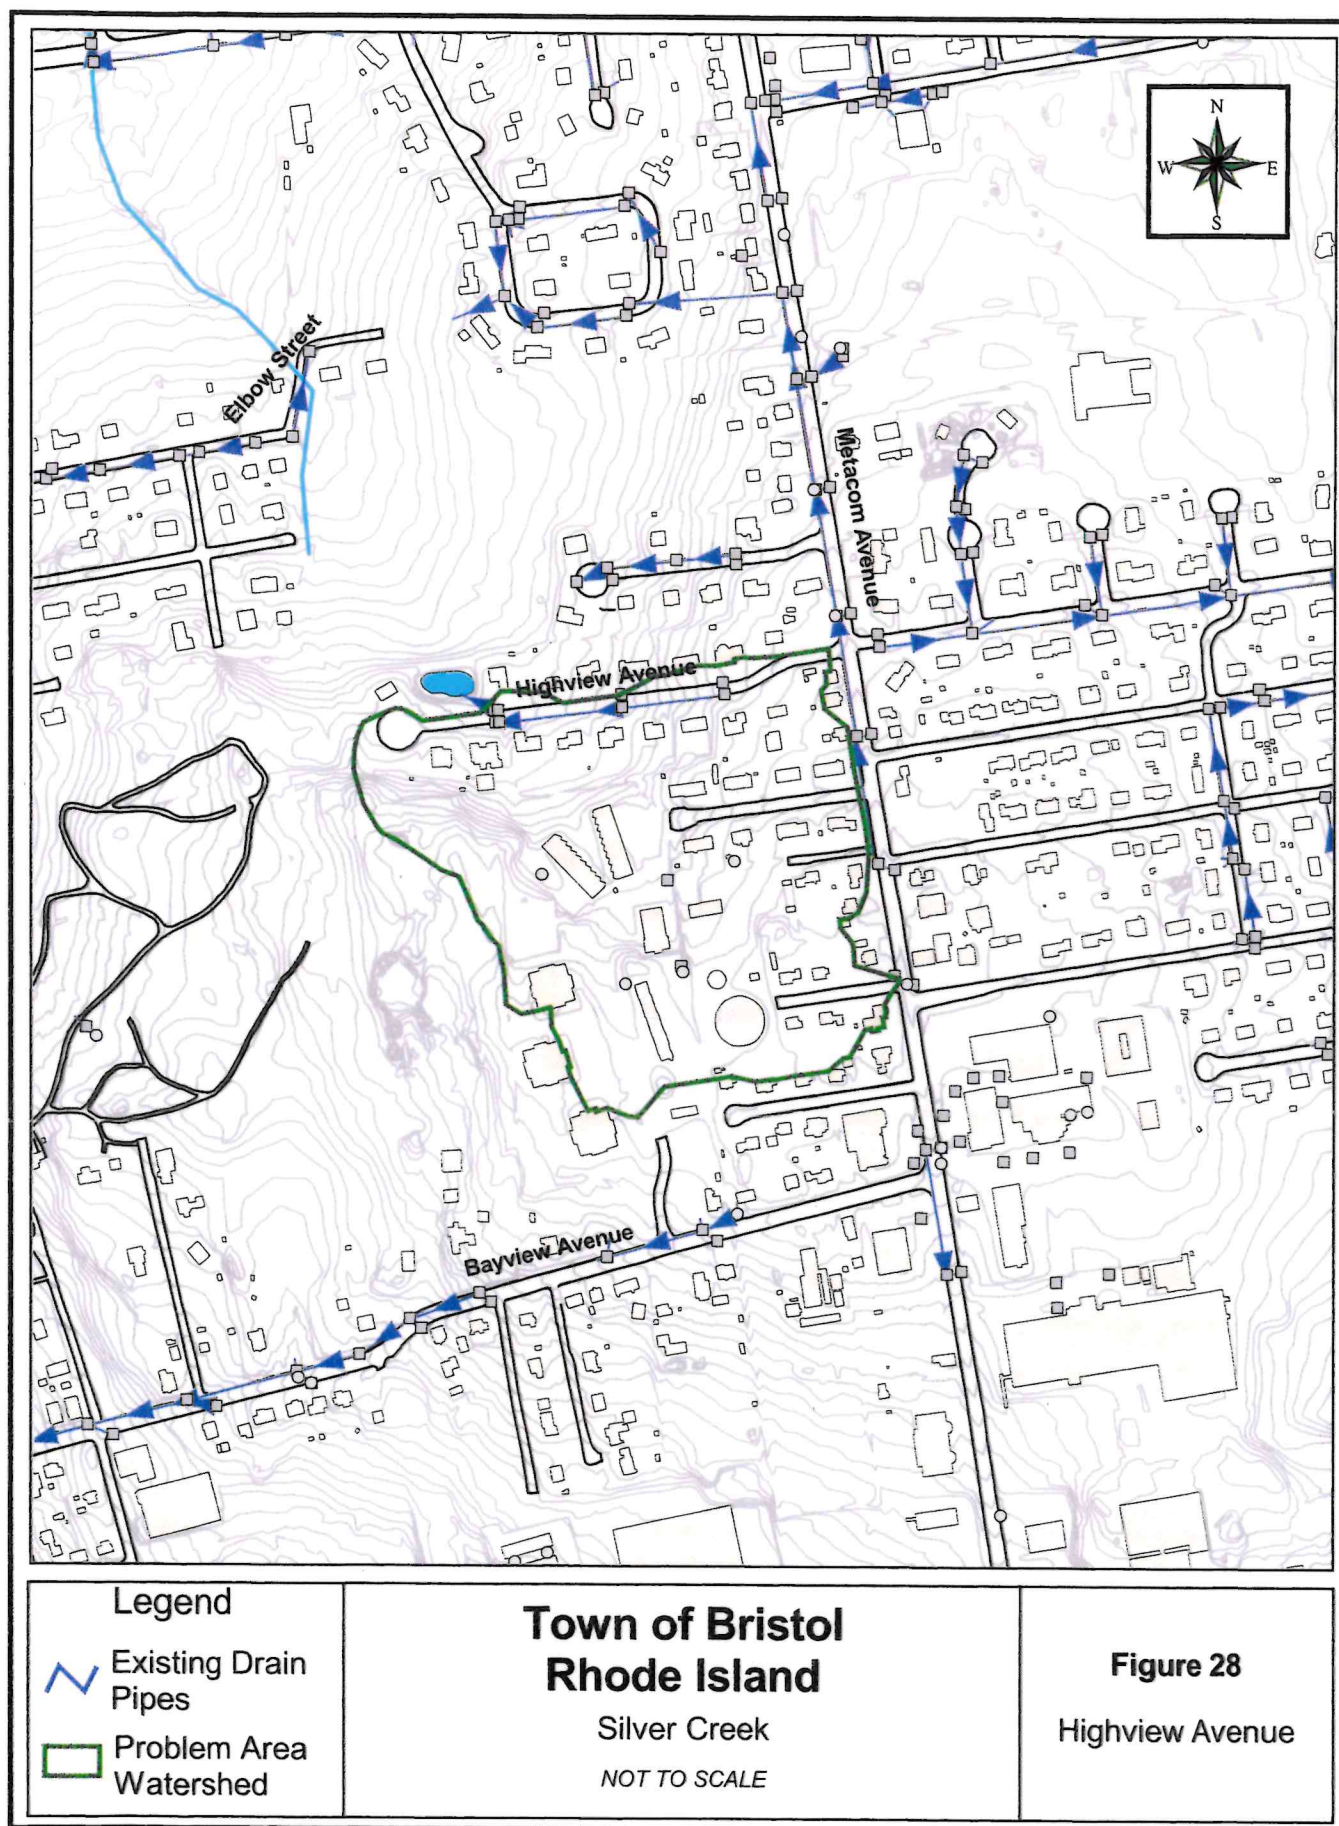 N
W E
S
Elbow Street
Metacom Avenue
Highview Avenue
Bayview Avenue
Legend
Existing Drain
Pipes
Problem Area
Watershed
Town of Bristol
Rhode Island
Silver Creek
NOT TO SCALE
Figure 28
Highview Avenue